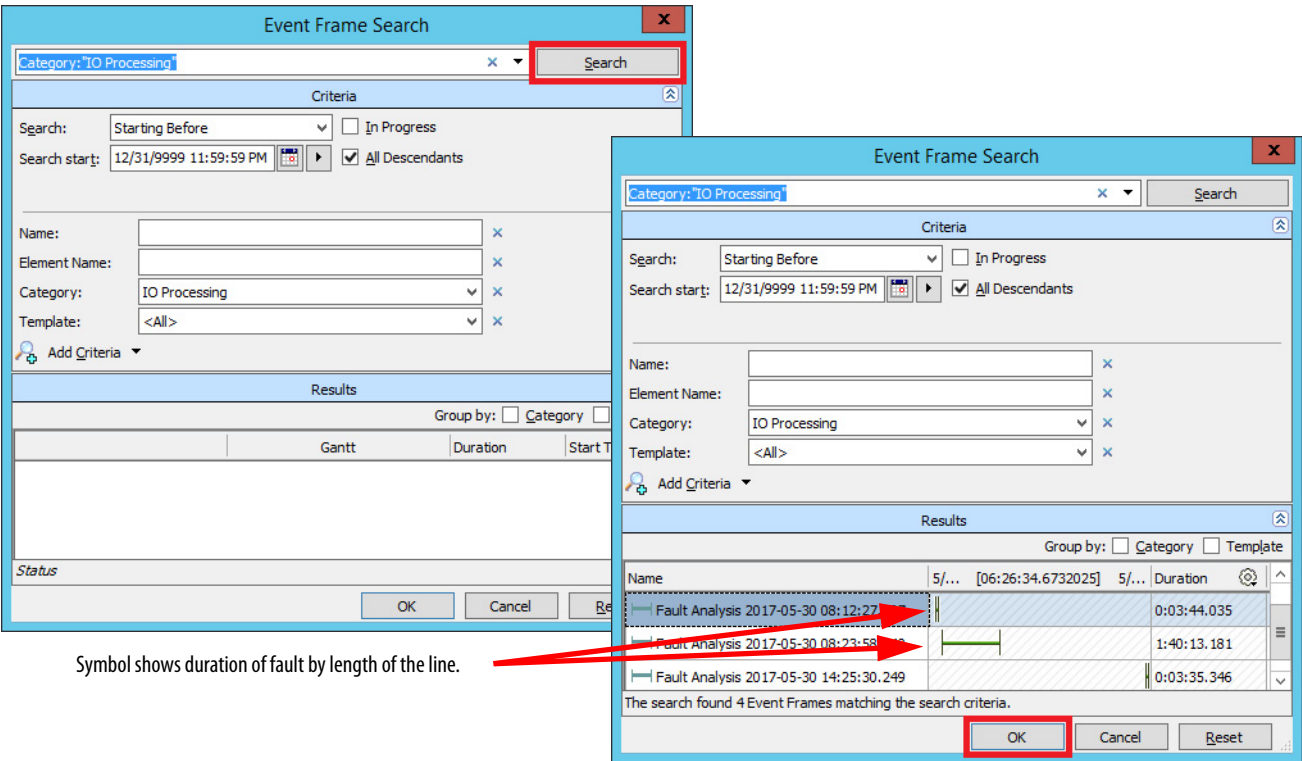 Event Frame Search
x
Category:"IO Processing"
Search
Criteria
Search: Starting Before In Progress
Search start: 12/31/9999 11:59:59 PM All Descendants
Name:
Element Name:
Category: IO Processing
Template: <All>
Add Criteria
Results
Group by: Category
Gantt Duration Start T
Status
OK Cancel Re
Symbol shows duration of fault by length of the line.
Event Frame Search
x
Category:"IO Processing"
Search
Criteria
Search: Starting Before In Progress
Search start: 12/31/9999 11:59:59 PM All Descendants
Name:
Element Name:
Category: IO Processing
Template: <All>
Add Criteria
Results
Group by: Category Template
Name 5/... [06:26:34.6732025] 5/... Duration
Fault Analysis 2017-05-30 0:03:44.035
Fault Analysis 2017-05-30 1:40:13.181
Fault Analysis 2017-05-30 14:25:30.249 0:03:35.346
The search found 4 Event Frames matching the search criteria.
OK Cancel Reset